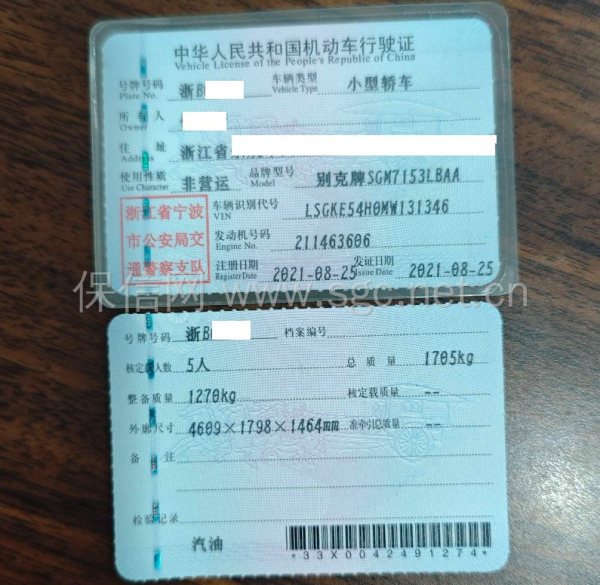 中华人民共和国机动车行驶证
Vehicle License of the People's Republic of China
号牌号码 浙B 车辆类型 小型轿车
Plate No. Vehicle Type
所有人
Owner
住址 浙江省
Address
使用性质 非营运 品牌型号 别克牌SGM7153LBAA
Use Character Model
浙江省宁波
市公安局交
通警察支队
车辆识别代号 LSGKE54H0MW131346
VIN
发动机号码 211463606
Engine No.
注册日期 2021-08-25 发证日期 2021-08-25
Register Date Issue Date
保信网 www.sgc.net.cn
号牌号码 浙B 档案编号
核定载人数 5人 总质量 1705kg
整备质量 1270kg 核定载质量 --
外廓尺寸 4609×1798×1464mm 准牵引总质量 --
备注
检验记录
汽油
*33X0042491274*